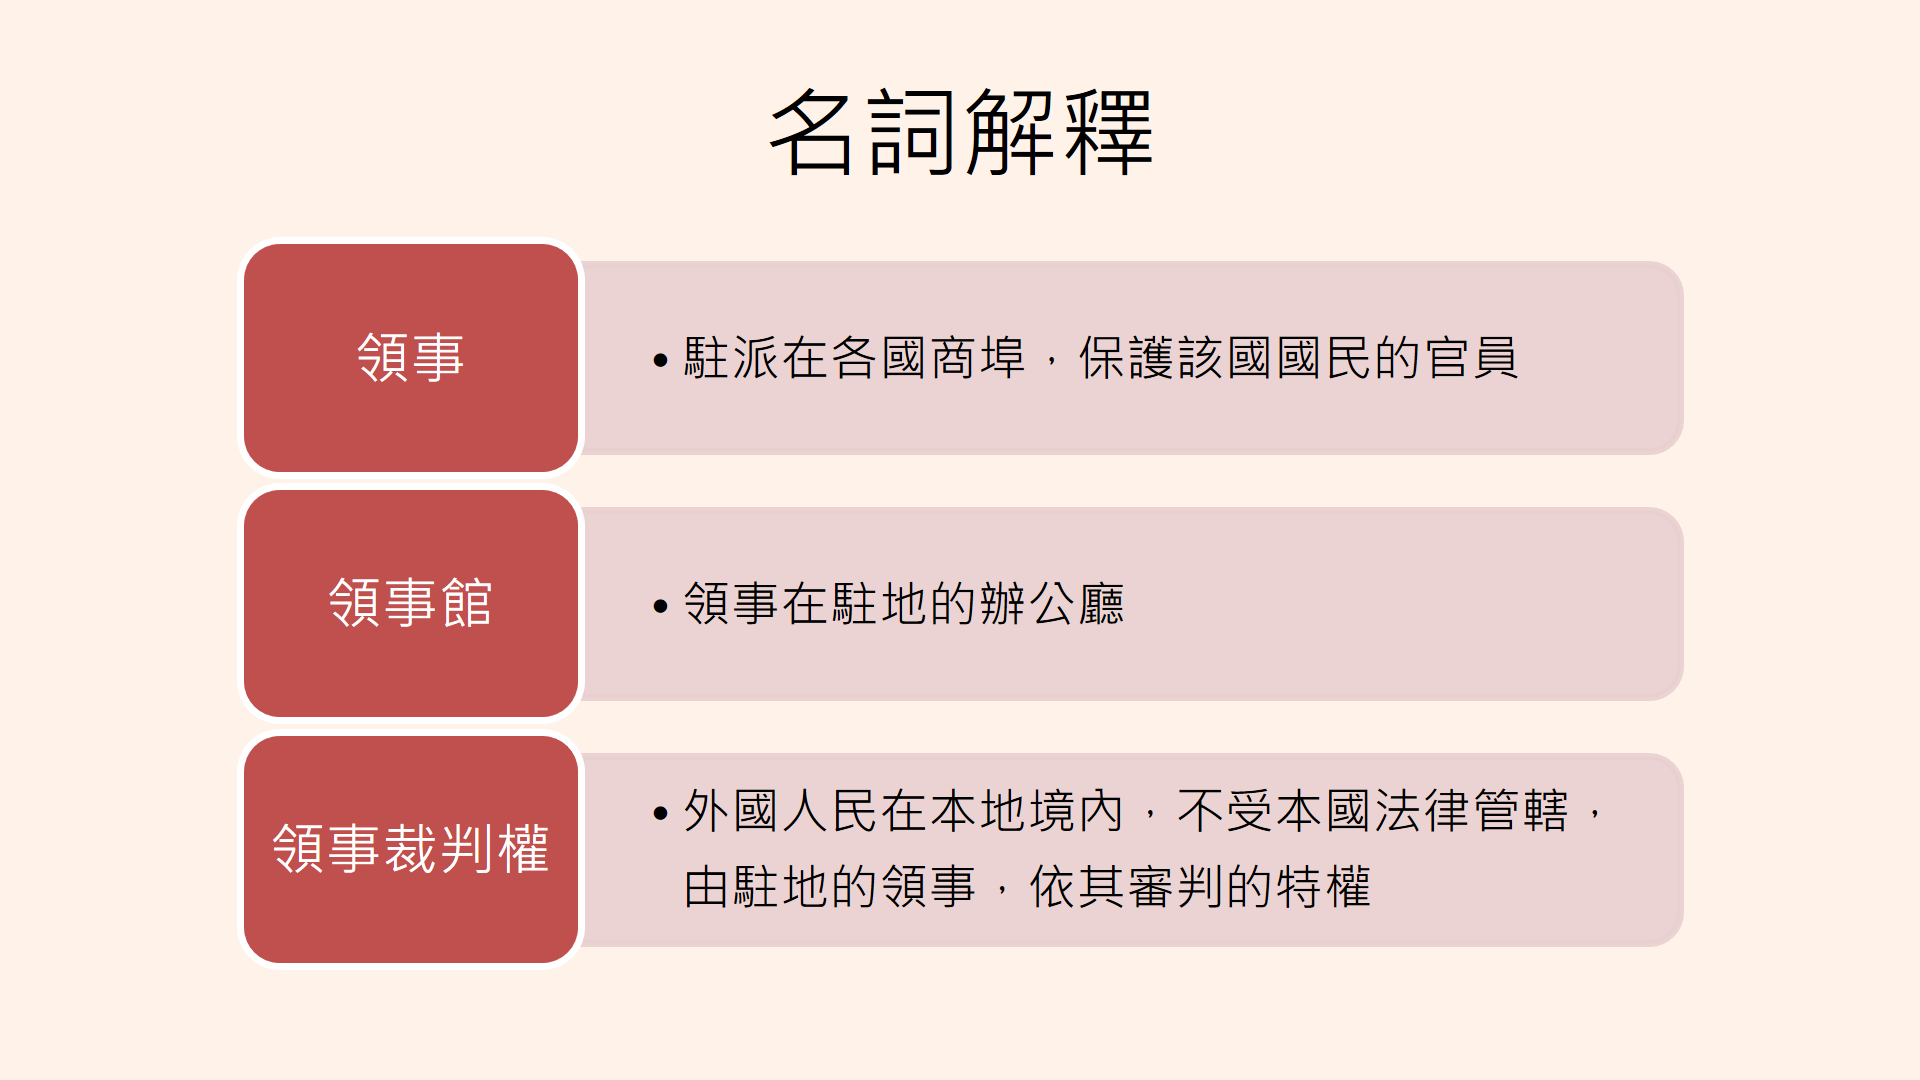 名詞解釋
領事
• 駐派在各國商埠，保護該國國民的官員
領事館
• 領事在駐地的辦公廳
領事裁判權
• 外國人民在本地境內，不受本國法律管轄，
由駐地的領事，依其審判的特權